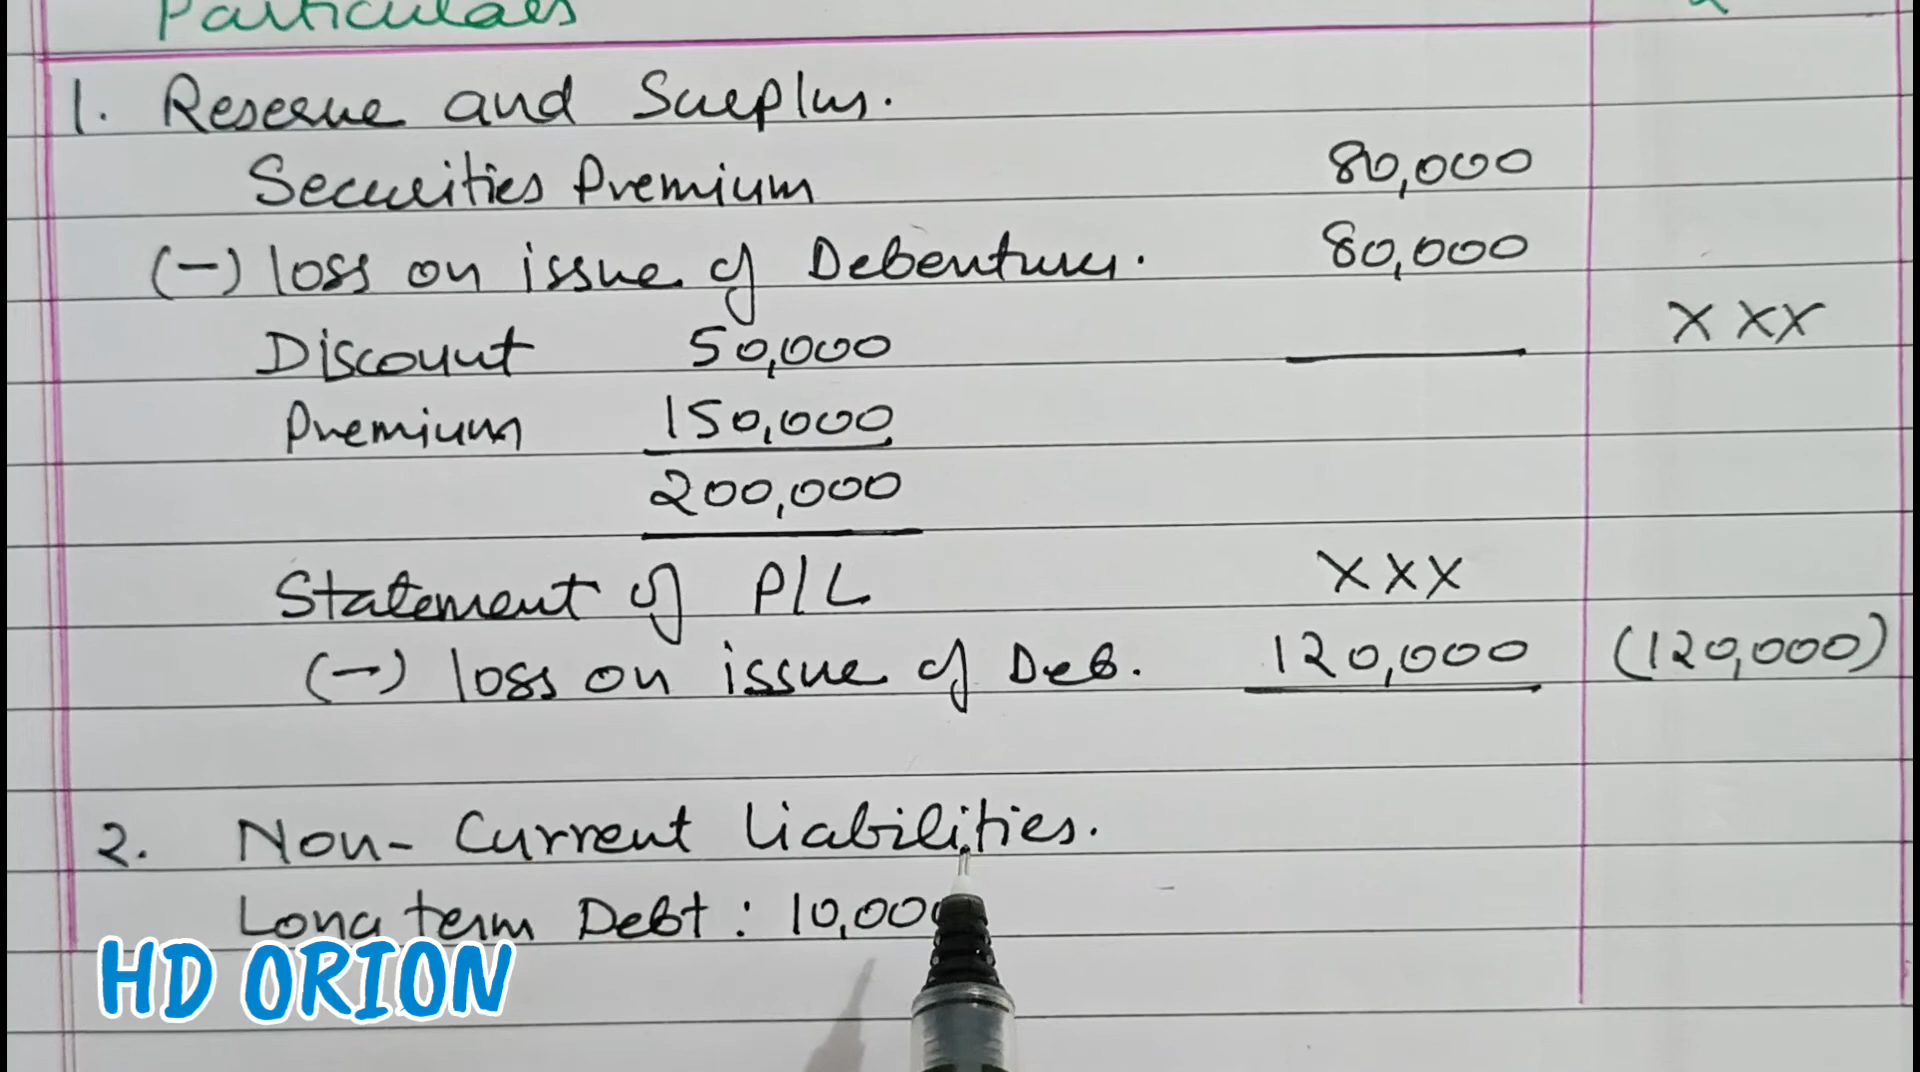 Particulars
1. Reserve and Surplus.
Securities Premium 80,000
(-) loss on issue of Debentures. 80,000
XXX
Discount 50,000
Premium 150,000
200,000
Statement of P/L XXX
(-) loss on issue of Deb. 120,000 (120,000)
2. Non-Current Liabilities.
Long term Debt : 10,00
HD ORION